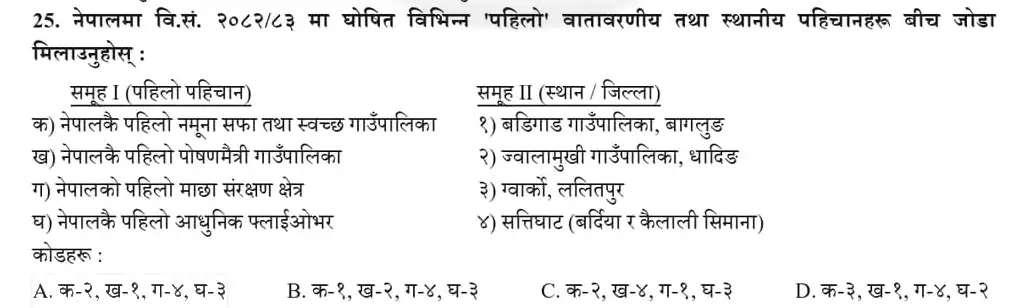 25. नेपालमा वि.सं. २०८२/८३ मा घोषित विभिन्न 'पहिलो' वातावरणीय तथा स्थानीय पहिचानहरू बीच जोडा
मिलाउनुहोस् :
समूह I (पहिलो पहिचान) समूह II (स्थान / जिल्ला)
क) नेपालकै पहिलो नमूना सफा तथा स्वच्छ गाउँपालिका १) बडिगाड गाउँपालिका, बागलुङ
ख) नेपालकै पहिलो पोषणमैत्री गाउँपालिका २) ज्वालामुखी गाउँपालिका, धादिङ
ग) नेपालको पहिलो माछा संरक्षण क्षेत्र ३) ग्वार्को, ललितपुर
घ) नेपालकै पहिलो आधुनिक फ्लाईओभर ४) सत्तिघाट (बर्दिया र कैलाली सिमाना)
कोडहरू :
A. क-२, ख-१, ग-४, घ-३ B. क-१, ख-२, ग-४, घ-३ C. क-२, ख-४, ग-१, घ-३ D. क-३, ख-१, ग-४, घ-२